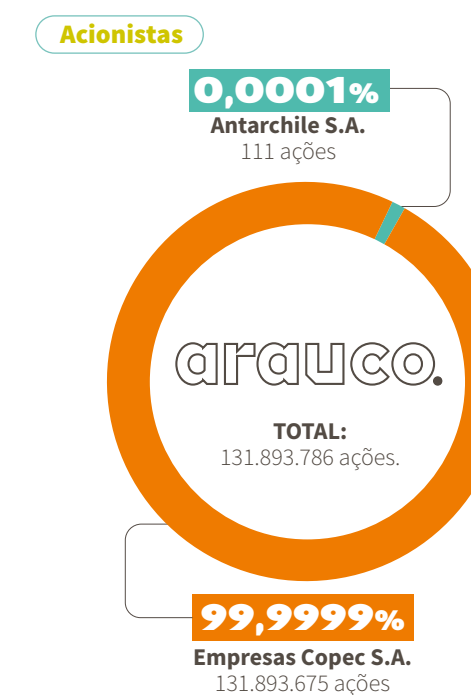 Acionistas
0,0001%
Antarchile S.A.
111 ações
arauco.
TOTAL:
131.893.786 ações.
99,9999%
Empresas Copec S.A.
131.893.675 ações